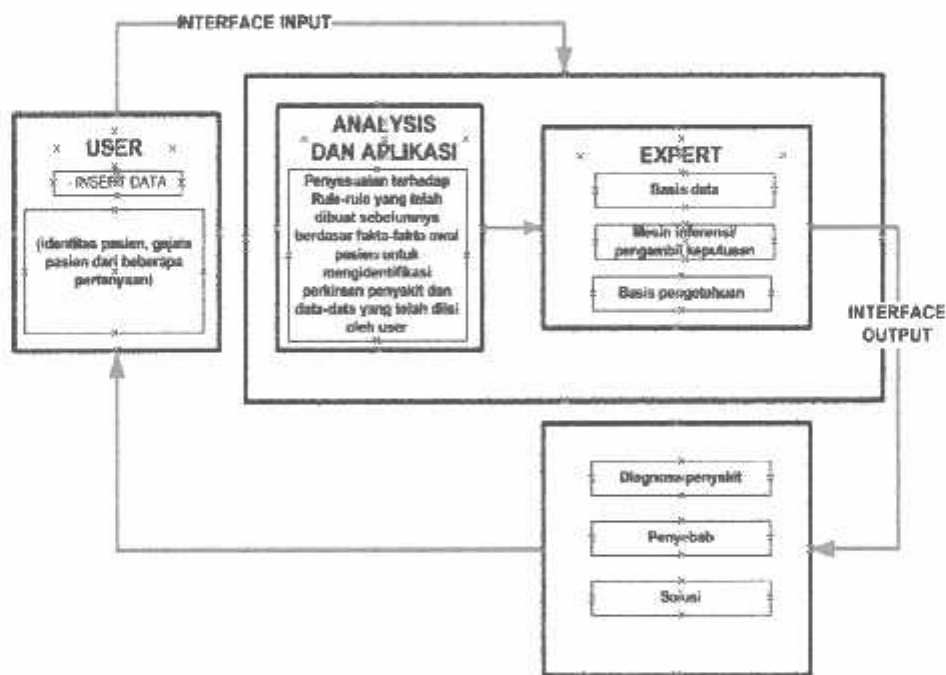 INTERFACE INPUT
USER
- INSERT DATA
(identitas pasien, gejala
pasien dari beberapa
pertanyaan)
ANALYSIS
DAN APLIKASI
Penyesuaian terhadap
Rule-rule yang telah
dibuat sebelumnya
berdasar fakta-fakta awal
pasien untuk
mengidentifikasi
perkiraan penyakit dan
data-data yang telah diisi
oleh user
EXPERT
Basis data
Mesin inferensi/
pengambil keputusan
Basis pengetahuan
INTERFACE
OUTPUT
Diagnosa penyakit
Penyebab
Solusi